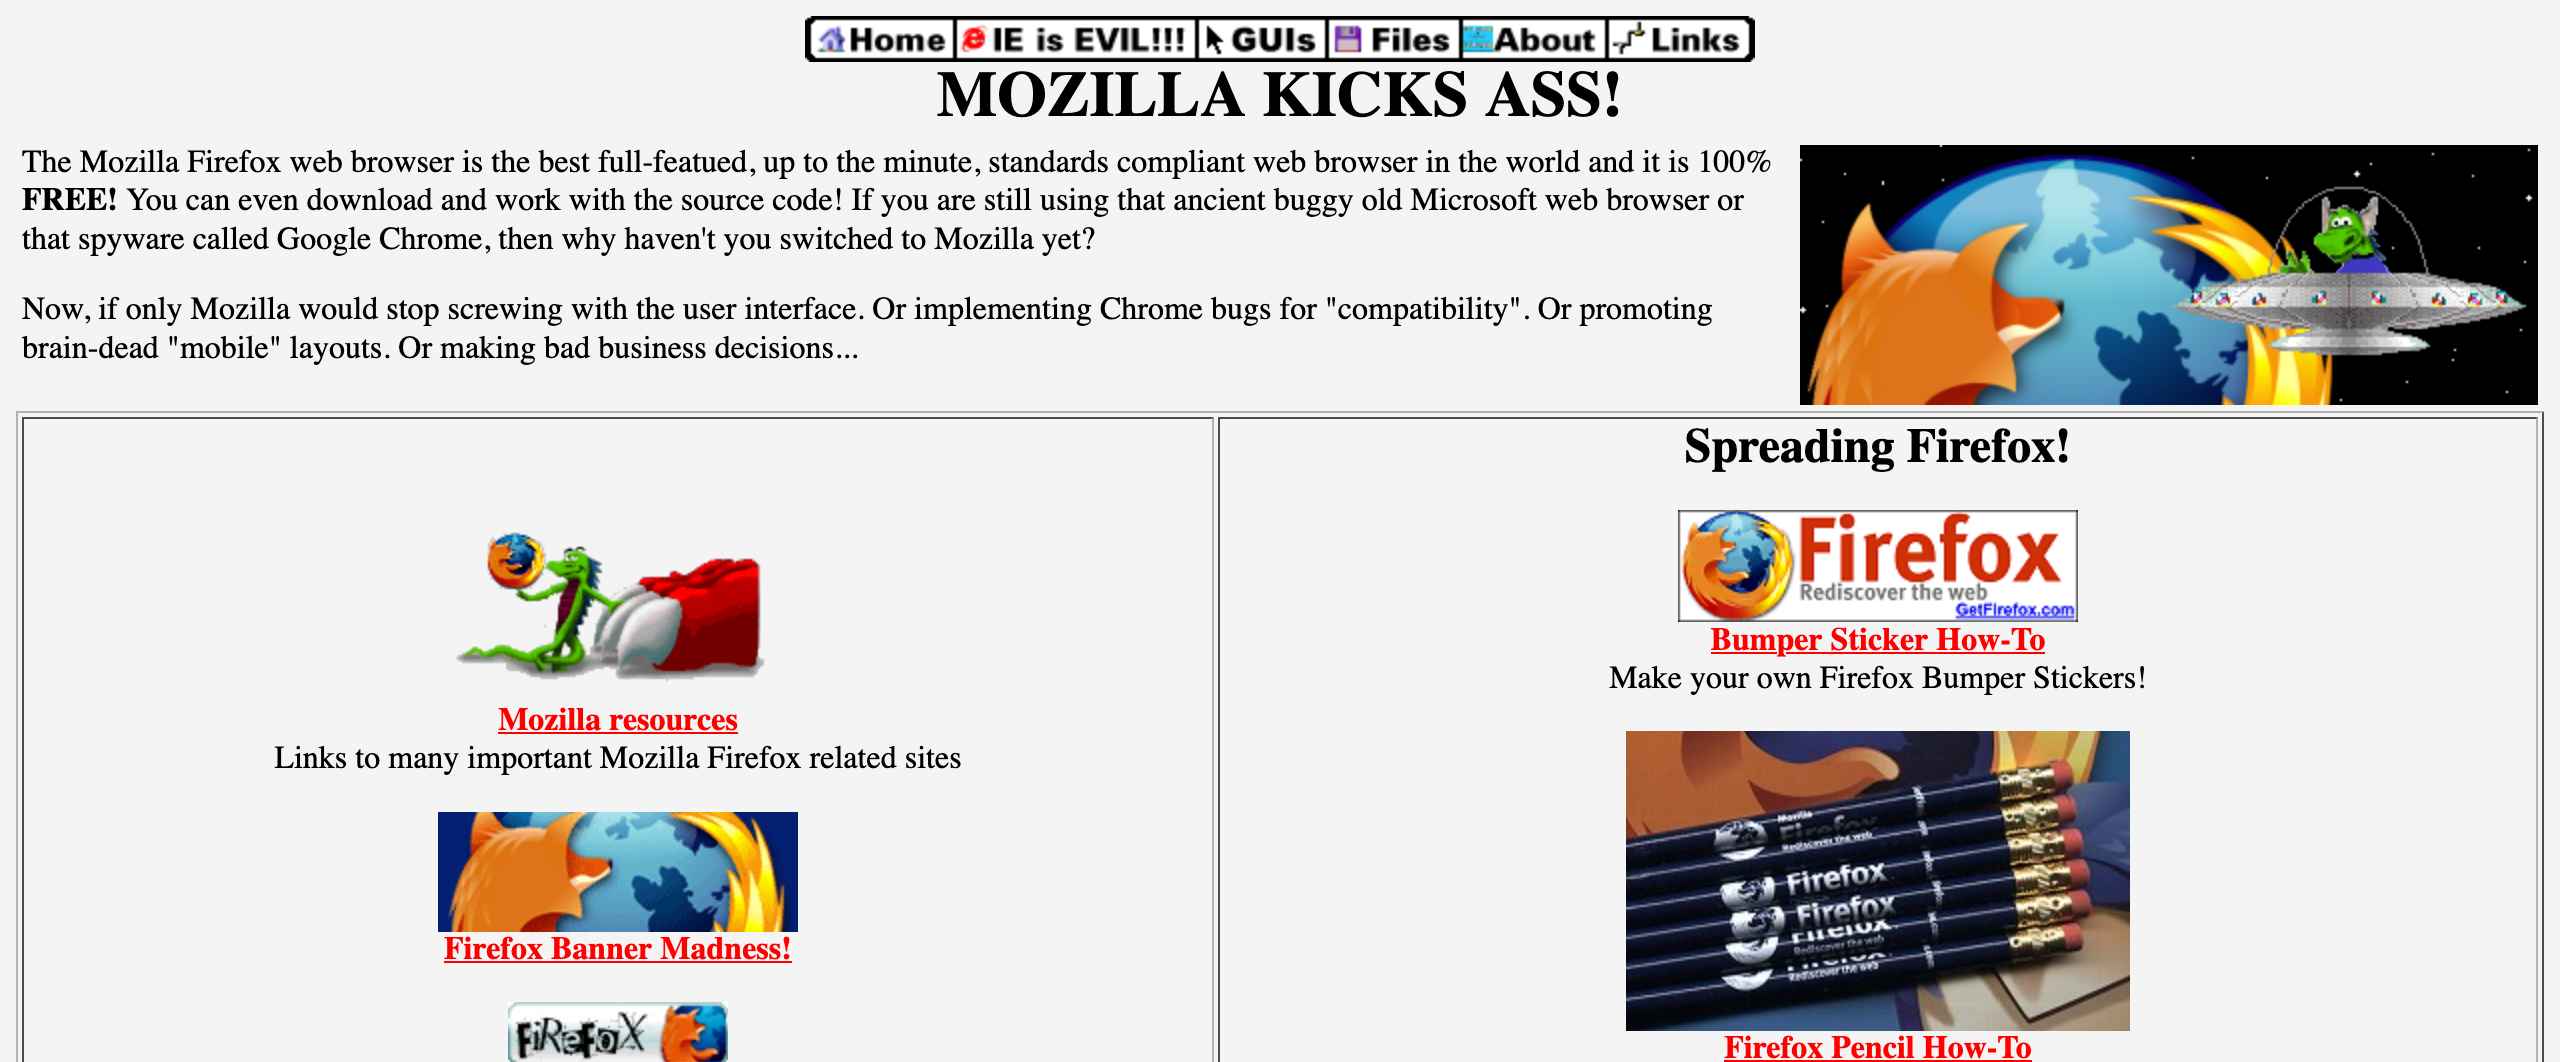 Home IE is EVIL!!! GUIs Files About Links
MOZILLA KICKS ASS!
The Mozilla Firefox web browser is the best full-featued, up to the minute, standards compliant web browser in the world and it is 100%
FREE! You can even download and work with the source code! If you are still using that ancient buggy old Microsoft web browser or
that spyware called Google Chrome, then why haven't you switched to Mozilla yet?
Now, if only Mozilla would stop screwing with the user interface. Or implementing Chrome bugs for "compatibility". Or promoting
brain-dead "mobile" layouts. Or making bad business decisions...
Mozilla resources
Links to many important Mozilla Firefox related sites
Firefox Banner Madness!
FiRefoX
Spreading Firefox!
Firefox
Rediscover the web
GetFirefox.com
Bumper Sticker How-To
Make your own Firefox Bumper Stickers!
Mozilla
Firefox
Rediscover the web
Firefox
Firefox
Firefox
Rediscover the web
Firefox
Rediscover the web
Firefox Pencil How-To